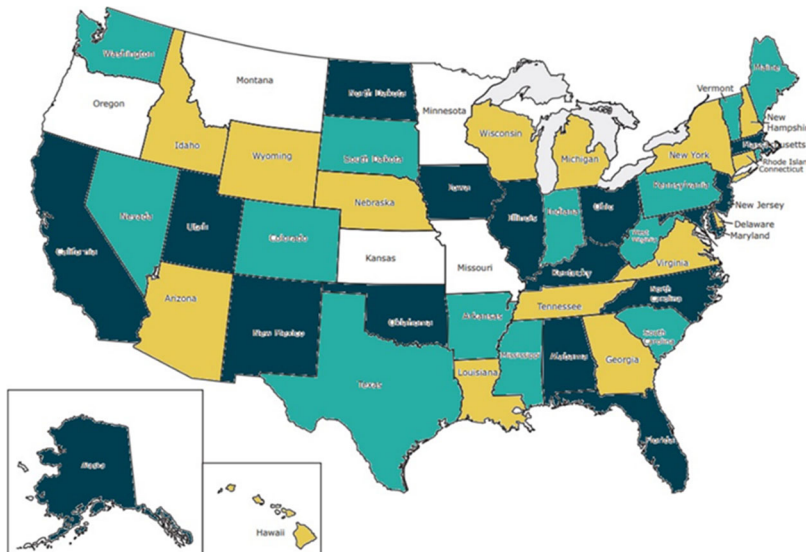 Washington
Montana
North Dakota
Minnesota
Oregon
Idaho
Wyoming
South Dakota
Wisconsin
Michigan
New York
Vermont
Maine
New
Hampshir
Massachusetts
Rhode Islan
Connecticut
Pennsylvania
New Jersey
Delaware
Maryland
Nebraska
Iowa
Illinois
Indiana
Ohio
West
Virginia
Virginia
Nevada
Utah
Colorado
Kansas
Missouri
Kentucky
California
Arizona
New Mexico
Oklahoma
Arkansas
Tennessee
North
Carolina
South
Carolina
Texas
Louisiana
Mississippi
Alabama
Georgia
Florida
Alaska
Hawaii